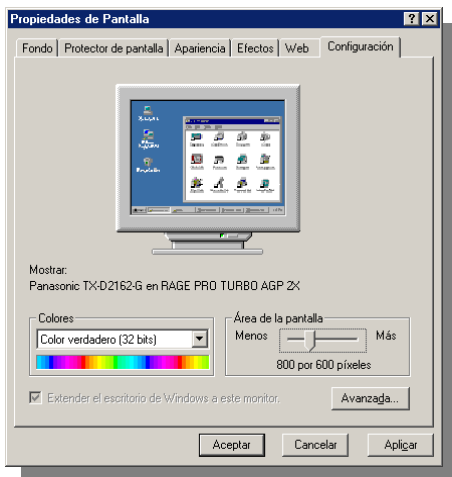 Propiedades de Pantalla
Fondo Protector de pantalla Apariencia Efectos Web Configuración
Mostrar:
Panasonic TX-D2162-G en RAGE PRO TURBO AGP 2X
Colores
Color verdadero (32 bits)
Área de la pantalla
Menos Más
800 por 600 píxeles
Extender el escritorio de Windows a este monitor.
Avanzada...
Aceptar Cancelar Aplicar